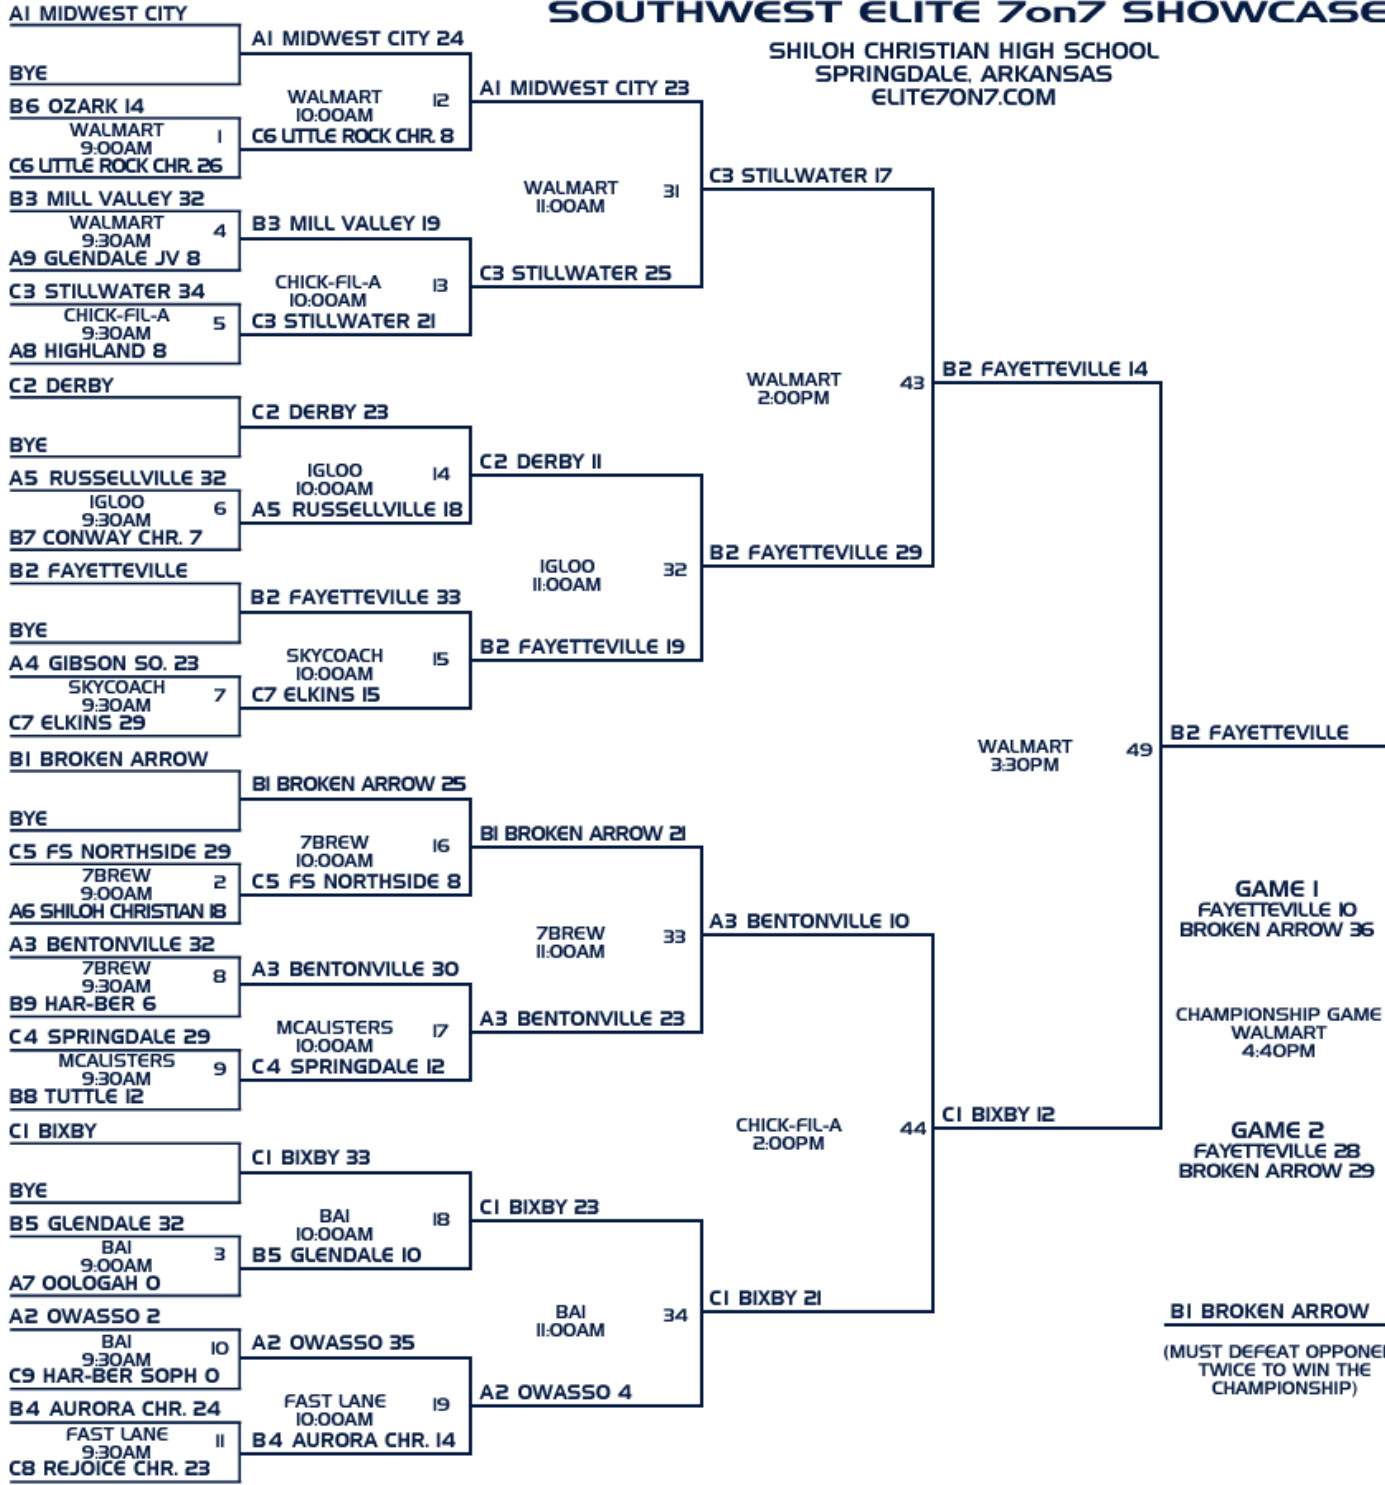 SOUTHWEST ELITE 7on7 SHOWCASE
SHILOH CHRISTIAN HIGH SCHOOL
SPRINGDALE, ARKANSAS
ELITE7ON7.COM
A1 MIDWEST CITY
BYE
B6 OZARK 14
WALMART
9:00AM
1
C6 LITTLE ROCK CHR. 26
B3 MILL VALLEY 32
WALMART
9:30AM
4
A9 GLENDALE JV 8
C3 STILLWATER 34
CHICK-FIL-A
9:30AM
5
A8 HIGHLAND 8
C2 DERBY
BYE
A5 RUSSELLVILLE 32
IGLOO
9:30AM
6
B7 CONWAY CHR. 7
B2 FAYETTEVILLE
BYE
A4 GIBSON SO. 23
SKYCOACH
9:30AM
7
C7 ELKINS 29
B1 BROKEN ARROW
BYE
C5 FS NORTHSIDE 29
7BREW
9:00AM
2
A6 SHILOH CHRISTIAN 18
A3 BENTONVILLE 32
7BREW
9:30AM
8
B9 HAR-BER 6
C4 SPRINGDALE 29
MCALISTERS
9:30AM
9
B8 TUTTLE 12
C1 BIXBY
BYE
B5 GLENDALE 32
BAI
9:00AM
3
A7 OOLOGAH 0
A2 OWASSO 2
BAI
9:30AM
10
C9 HAR-BER SOPH 0
B4 AURORA CHR. 24
FAST LANE
9:30AM
11
C8 REJOICE CHR. 23
A1 MIDWEST CITY 24
WALMART
10:00AM
12
C6 LITTLE ROCK CHR. 8
B3 MILL VALLEY 19
CHICK-FIL-A
10:00AM
13
C3 STILLWATER 21
C2 DERBY 23
IGLOO
10:00AM
14
A5 RUSSELLVILLE 18
B2 FAYETTEVILLE 33
SKYCOACH
10:00AM
15
C7 ELKINS 15
B1 BROKEN ARROW 25
7BREW
10:00AM
16
C5 FS NORTHSIDE 8
A3 BENTONVILLE 30
MCALISTERS
10:00AM
17
C4 SPRINGDALE 12
C1 BIXBY 33
BAI
10:00AM
18
B5 GLENDALE 10
A2 OWASSO 35
FAST LANE
10:00AM
19
B4 AURORA CHR. 14
A1 MIDWEST CITY 23
WALMART
11:00AM
31
C3 STILLWATER 25
C2 DERBY 11
IGLOO
11:00AM
32
B2 FAYETTEVILLE 19
B1 BROKEN ARROW 21
7BREW
11:00AM
33
A3 BENTONVILLE 23
C1 BIXBY 23
BAI
11:00AM
34
A2 OWASSO 4
C3 STILLWATER 17
WALMART
2:00PM
43
B2 FAYETTEVILLE 29
A3 BENTONVILLE 10
CHICK-FIL-A
2:00PM
44
C1 BIXBY 21
B2 FAYETTEVILLE 14
WALMART
3:30PM
49
C1 BIXBY 12
B2 FAYETTEVILLE
GAME 1
FAYETTEVILLE 10
BROKEN ARROW 36
CHAMPIONSHIP GAME
WALMART
4:40PM
GAME 2
FAYETTEVILLE 28
BROKEN ARROW 29
B1 BROKEN ARROW
(MUST DEFEAT OPPONE
TWICE TO WIN THE
CHAMPIONSHIP)